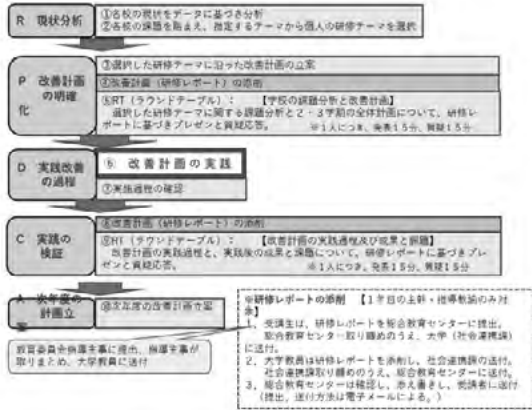 R 現状分析
①各校の現状をデータに基づき分析
②各校の課題を踏まえ、指定するテーマから個人の研修テーマを選択
P 改善計画
の明確
化
③選択した研修テーマに沿った改善計画の立案
④改善計画（研修レポート）の添削
⑤RT（ラウンドテーブル）： 【学校の課題分析と改善計画】
選択した研修テーマに関する課題分析と２・３学期の全体計画について、研修レ
ポートに基づきプレゼンと質疑応答。 ※１人につき、発表１５分、質疑１５分
D 実践改善
の過程
⑥ 改善計画の実践
⑦実施過程の確認
C 実践の
検証
⑧改善計画（研修レポート）の添削
⑨RT（ラウンドテーブル）： 【改善計画の実践過程及び成果と課題】
改善計画の実践過程と、実践後の成果と課題について、研修レポートに基づきプレ
ゼンと質疑応答。 ※１人につき、発表１５分、質疑１５分
A 次年度の
計画立
案
⑩次年度の改善計画立案
教育委員会指導主事に提出、指導主事が
取りまとめ、大学教員に送付
※研修レポートの添削 【１年目の主幹・指導教諭のみ対
象】
１、受講生は、研修レポートを総合教育センターに提出。
総合教育センター取り纏めのうえ、大学（社会連携課）
に送付。
２、大学教員は研修レポートを添削し、社会連携課の送付。
社会連携課取り纏めのうえ、総合教育センターに送付。
３、総合教育センターは確認し、添え書きし、受講者に送付
（提出、送付方法は電子メールによる。）